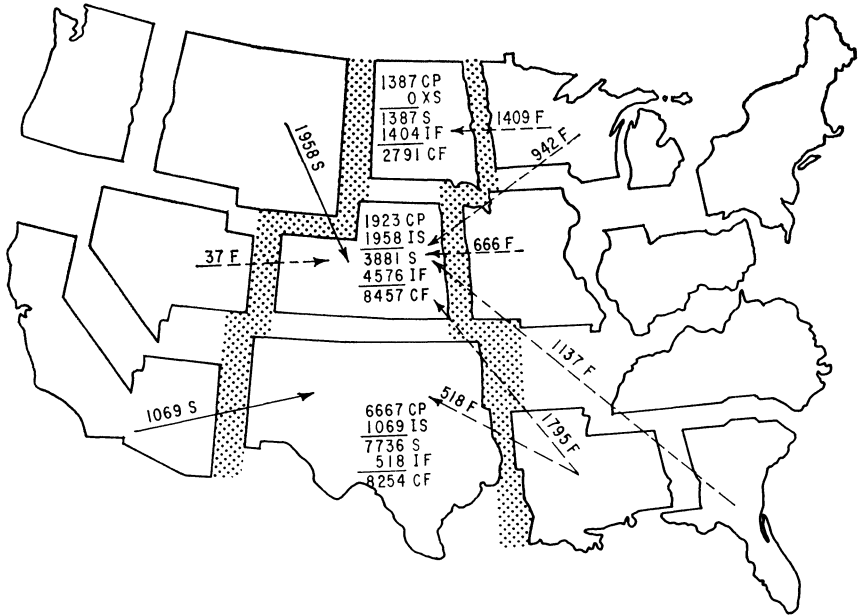 1387 CP
0 XS
1387 S
1404 IF
2791 CF
1409 F
942 F
1958 S
1923 CP
1958 IS
3881 S
4576 IF
8457 CF
37 F
666 F
1137 F
1069 S
518 F
1795 F
6667 CP
1069 IS
7736 S
518 IF
8254 CF